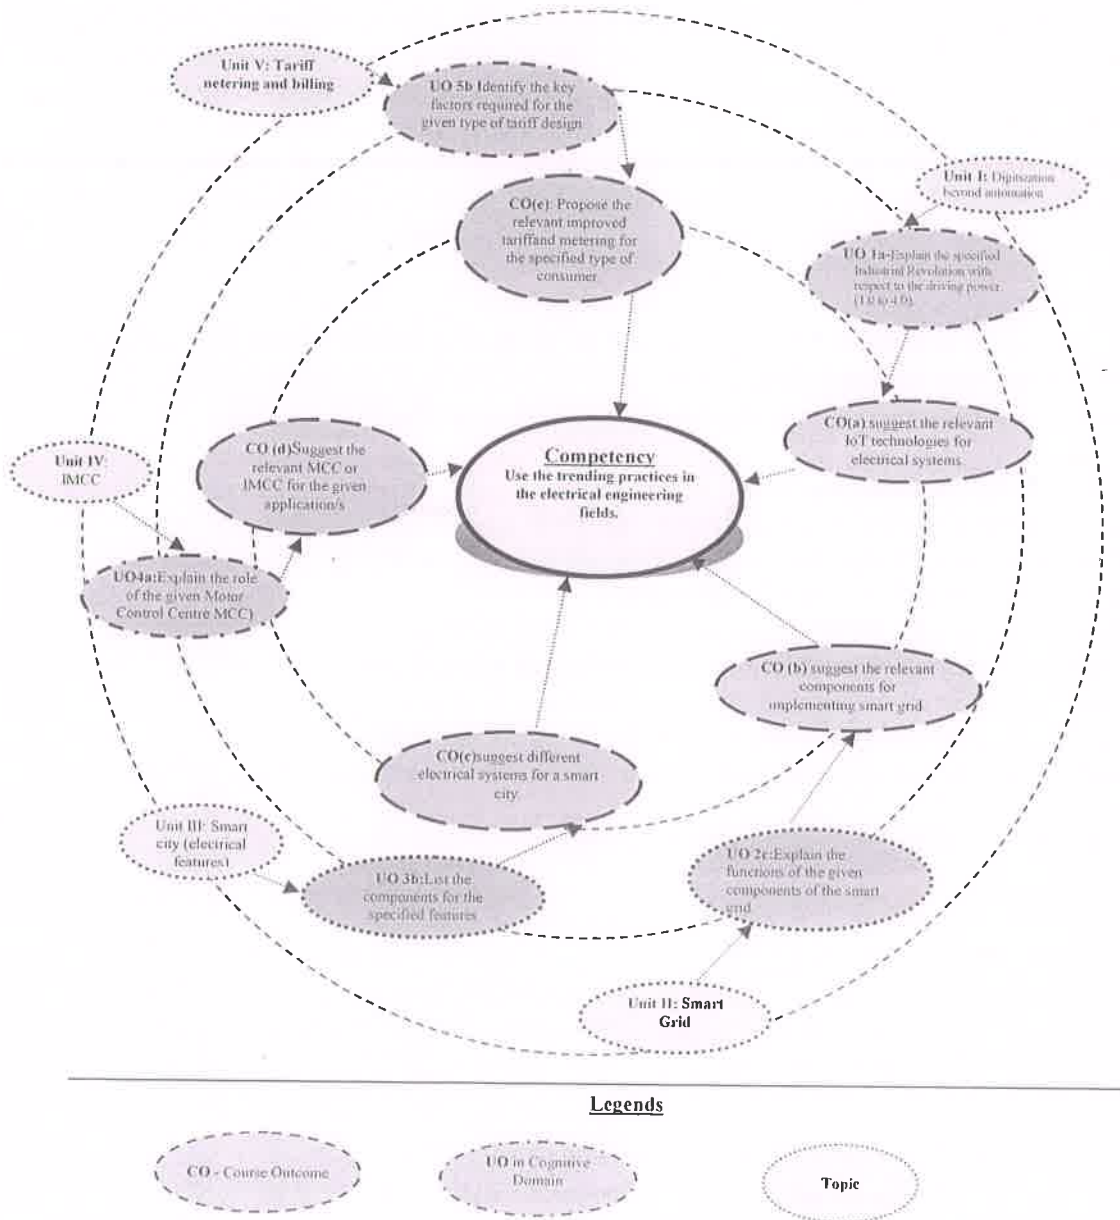 Unit V: Tariff
netering and billing
UO 5b Identify the key
factors required for the
given type of tariff design
Unit I: Digitization
beyond automation
CO(e): Propose the
relevant improved
tariffand metering for
the specified type of
consumer
UO 1a-Explain the specified
Industrial Revolution with
respect to the driving power
(1.0 to 4.0)
CO(a) suggest the relevant
IoT technologies for
electrical systems
Competency
Use the trending practices in
the electrical engineering
fields.
CO (d)Suggest the
relevant MCC or
IMCC for the given
application/s
Unit IV:
IMCC
UO4a:Explain the role
of the given Motor
Control Centre MCC)
CO (b) suggest the relevant
components for
implementing smart grid
CO(c)suggest different
electrical systems for a smart
city.
Unit III: Smart
city (electrical
features)
UO 3b:List the
components for the
specified features
UO 2c:Explain the
functions of the given
components of the smart
grid
Unit II: Smart
Grid
Legends
CO - Course Outcome
UO in Cognitive
Domain
Topic